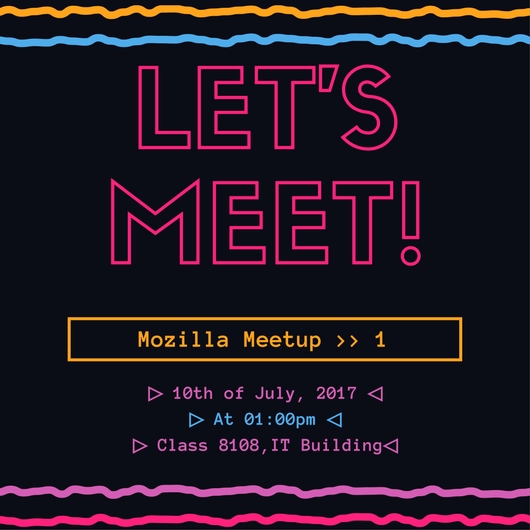 LET'S
MEET!
Mozilla Meetup >> 1
▷ 10th of July, 2017 ◁
▷ At 01:00pm ◁
▷ Class 8108,IT Building◁